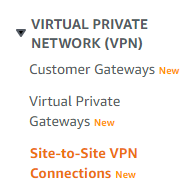 VIRTUAL PRIVATE
NETWORK (VPN)
Customer Gateways New
Virtual Private
Gateways New
Site-to-Site VPN
Connections New